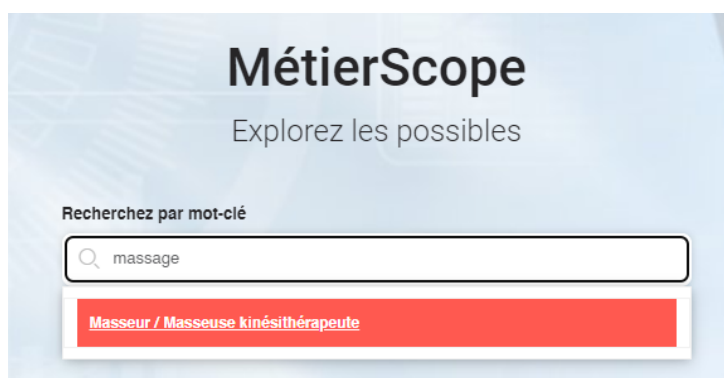 MétierScope
Explorez les possibles
Recherchez par mot-clé
massage
Masseur / Masseuse kinésithérapeute